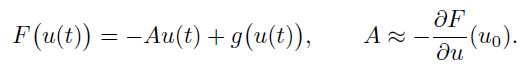 F(u(t)) = −Au(t) + g(u(t)),    A ≈ −∂F/∂u (u₀).